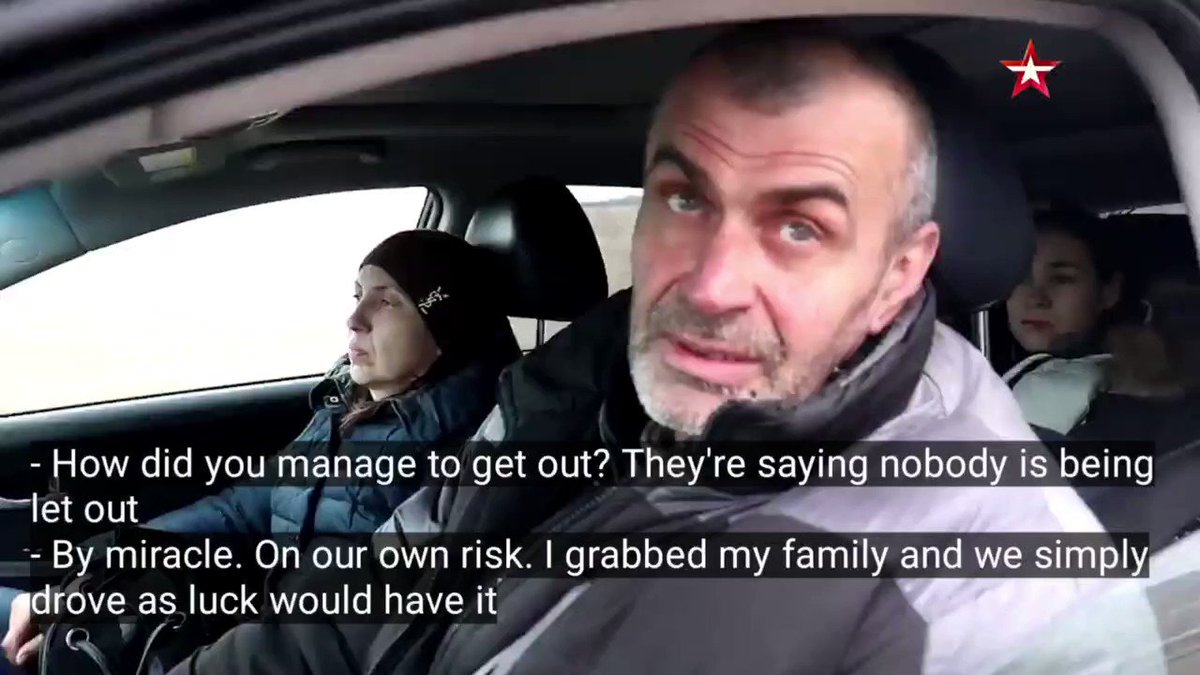 - How did you manage to get out? They're saying nobody is being
let out
- By miracle. On our own risk. I grabbed my family and we simply
drove as luck would have it